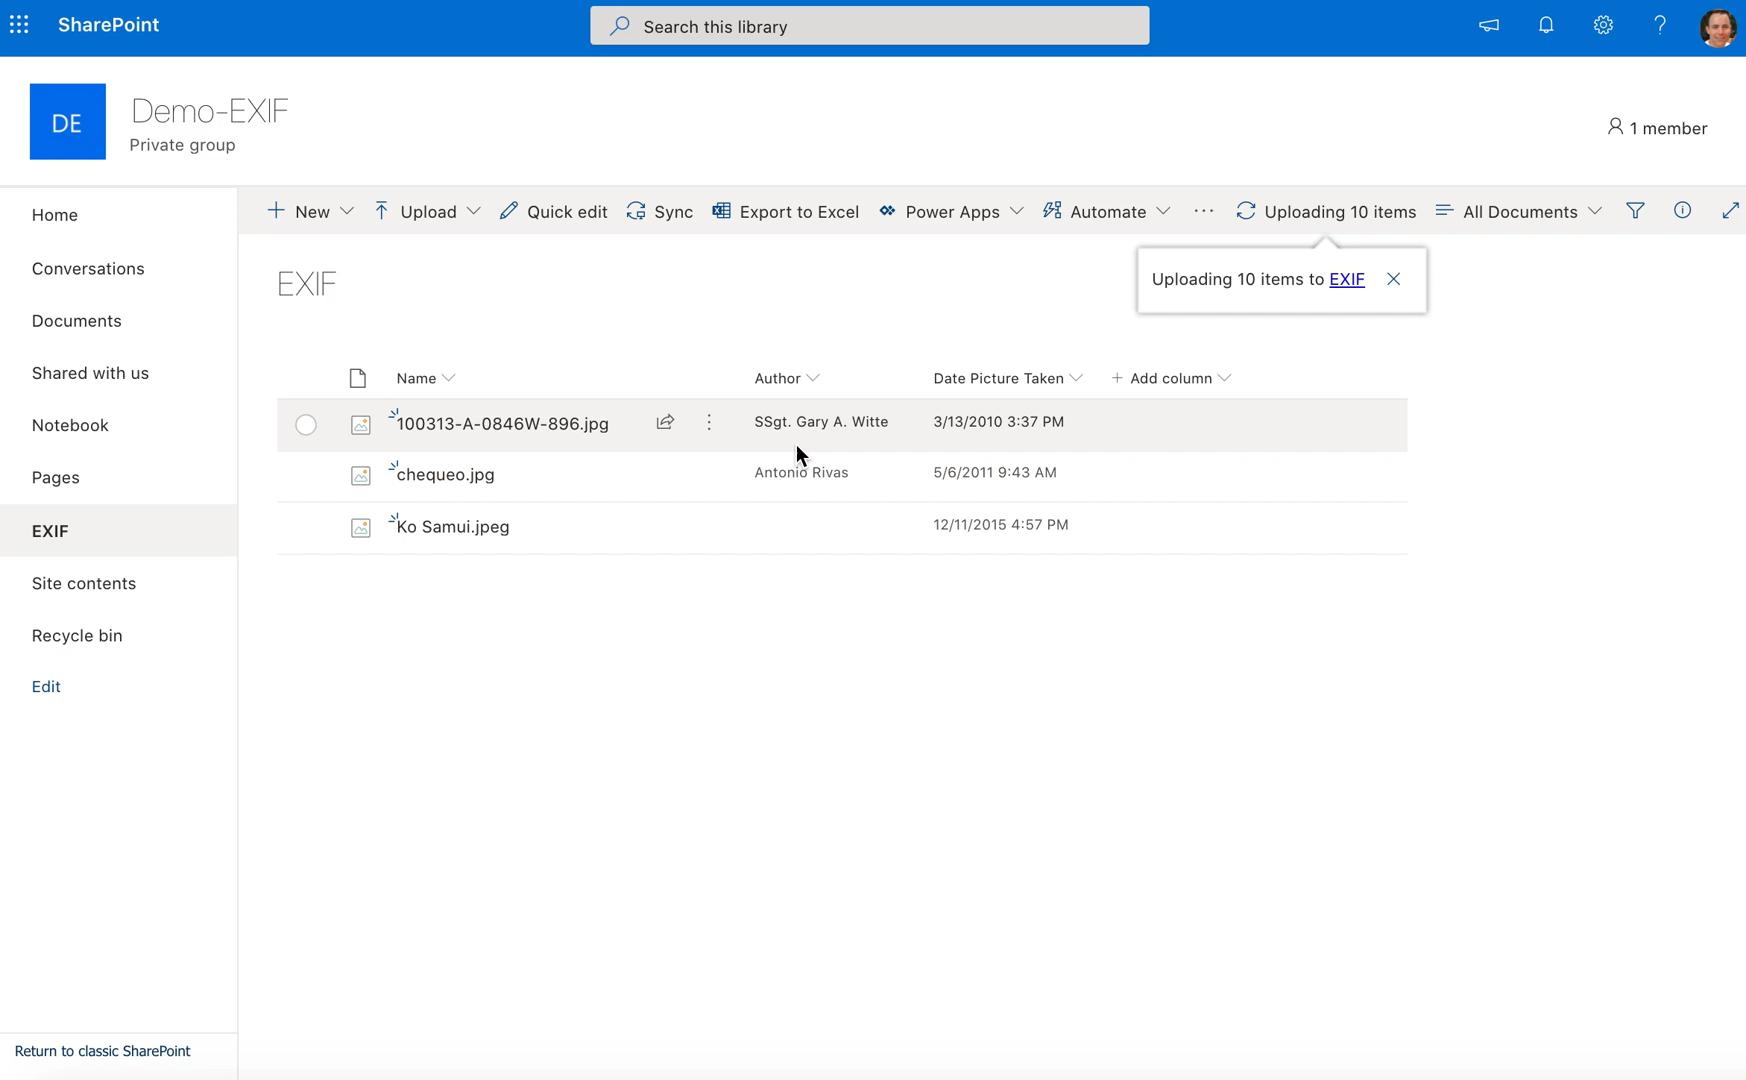 SharePoint
Search this library
DE
Demo-EXIF
Private group
1 member
Home
Conversations
Documents
Shared with us
Notebook
Pages
EXIF
Site contents
Recycle bin
Edit
Return to classic SharePoint
+ New Upload Quick edit Sync Export to Excel Power Apps Automate ... Uploading 10 items All Documents
Uploading 10 items to EXIF
EXIF
Name Author Date Picture Taken + Add column
100313-A-0846W-896.jpg SSgt. Gary A. Witte 3/13/2010 3:37 PM
chequeo.jpg Antonio Rivas 5/6/2011 9:43 AM
Ko Samui.jpeg 12/11/2015 4:57 PM